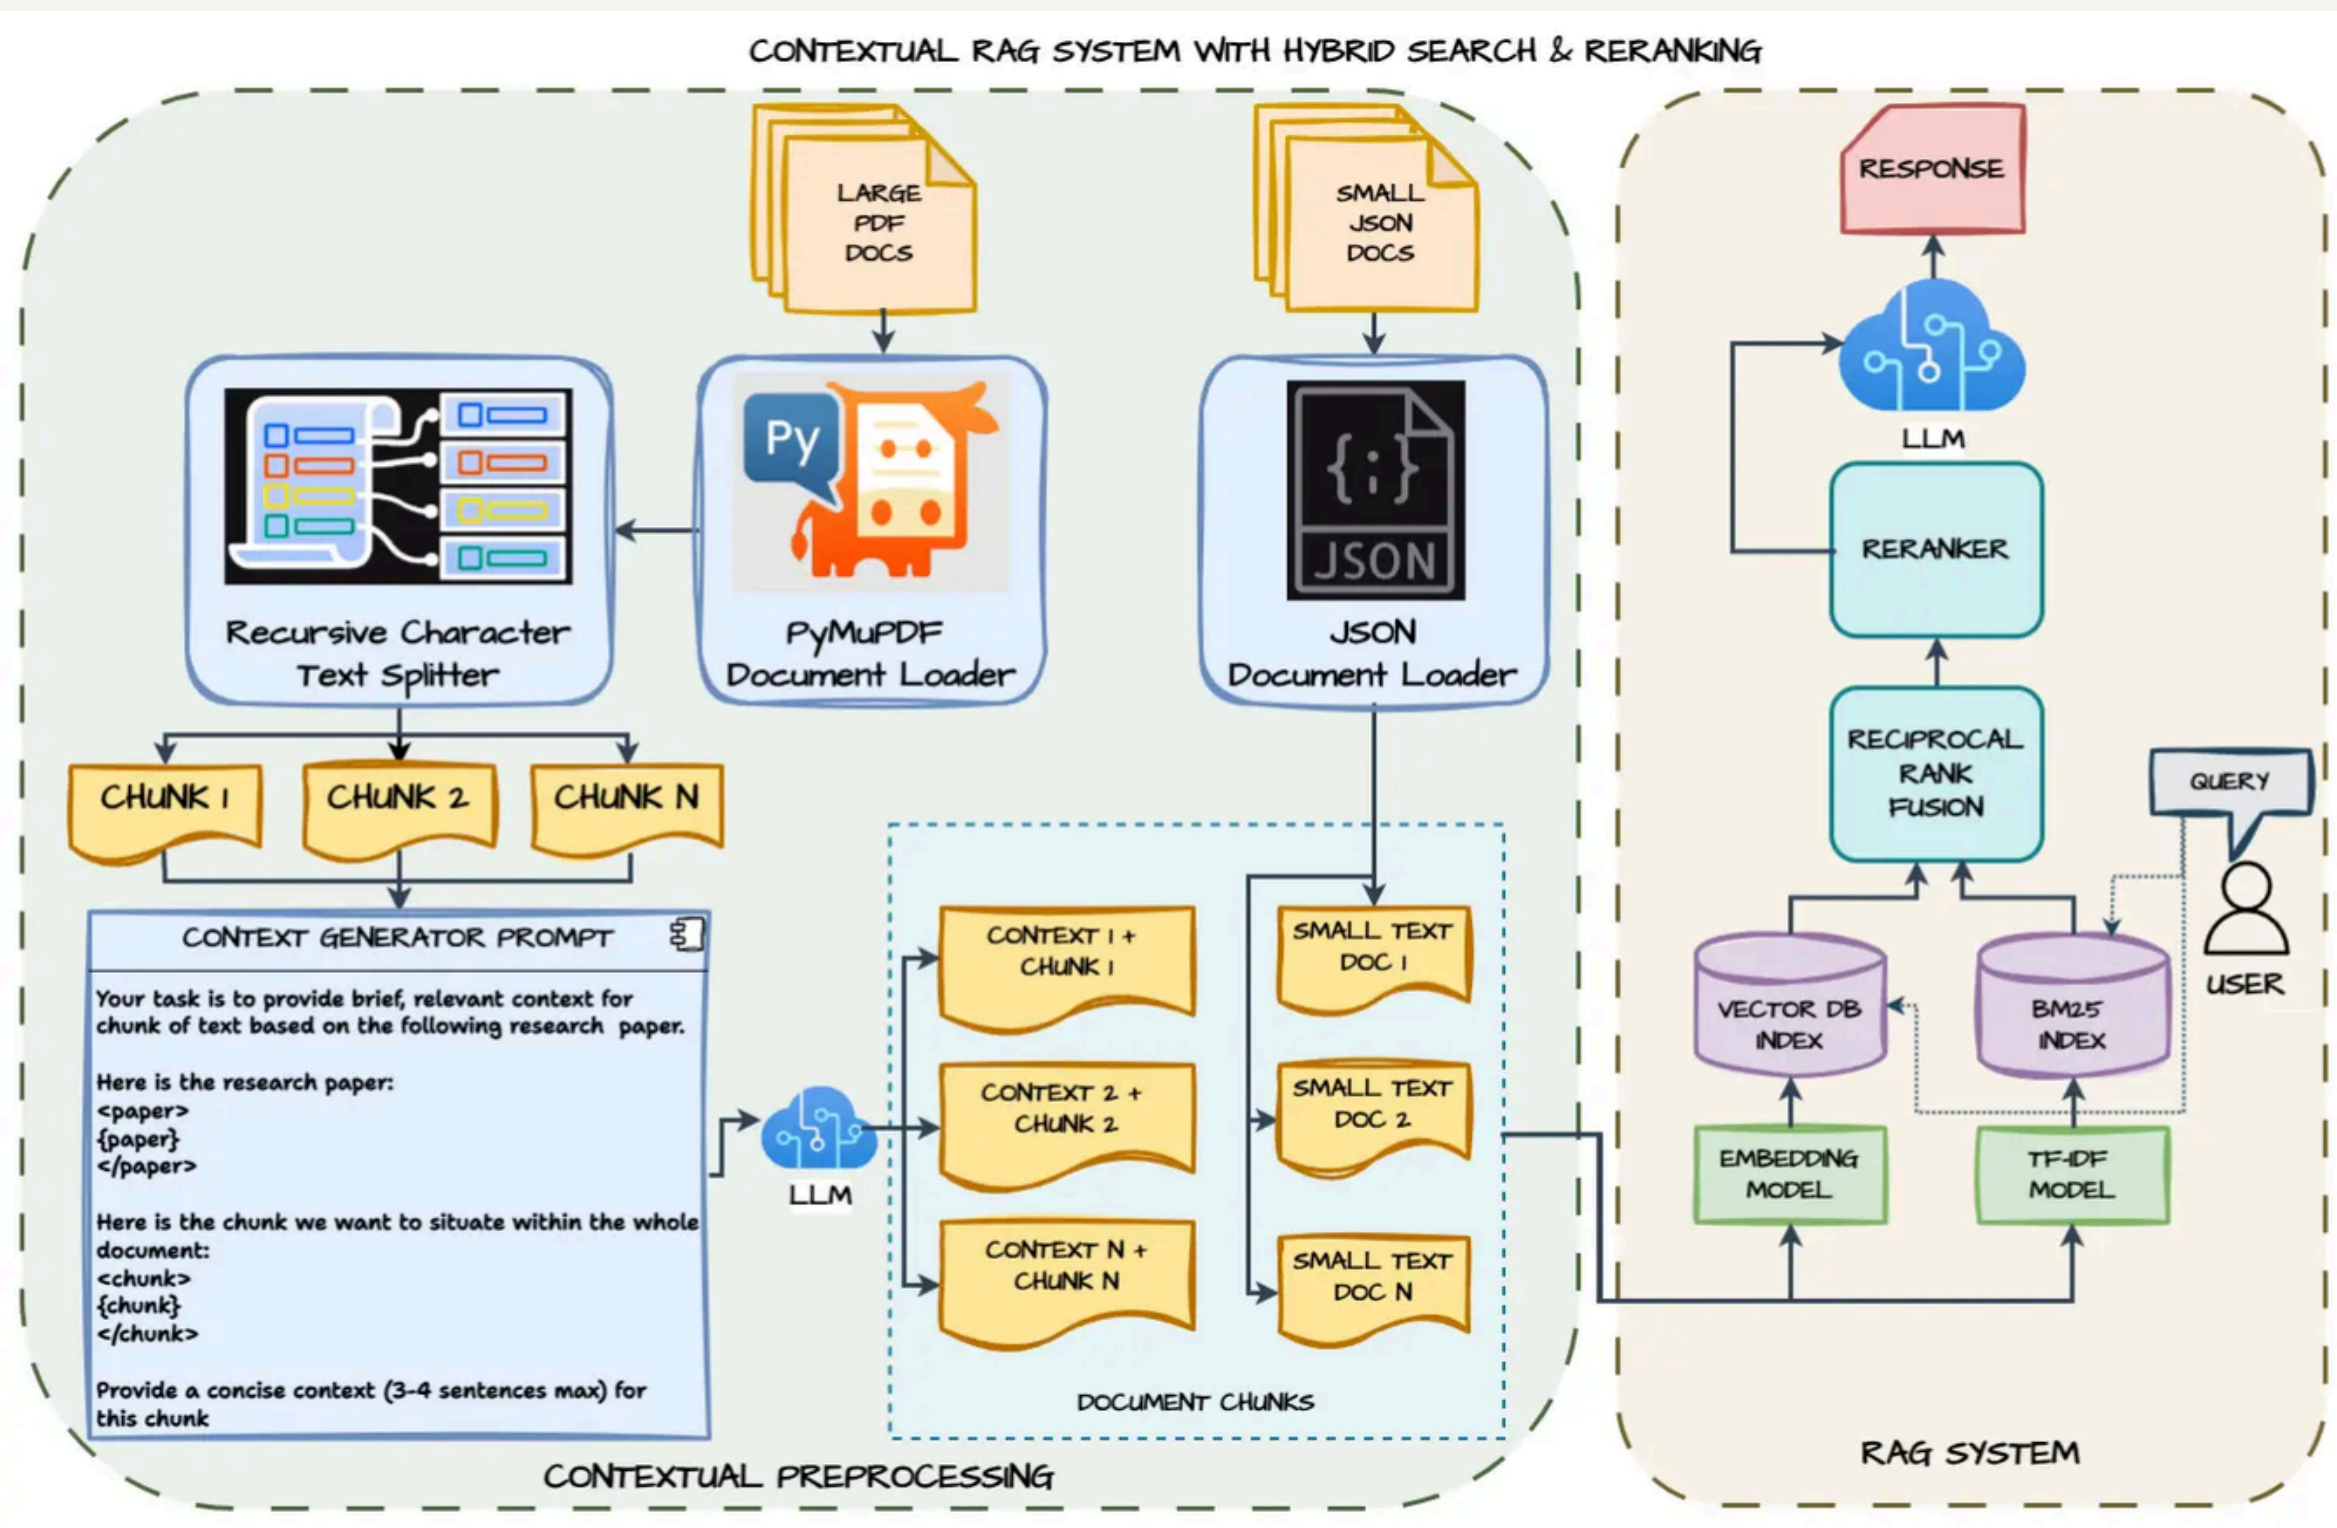 CONTEXTUAL RAG SYSTEM WITH HYBRID SEARCH & RERANKING
LARGE
PDF
DOCS
SMALL
JSON
DOCS
Py
{;}
JSON
Recursive Character
Text Splitter
PyMuPDF
Document Loader
JSON
Document Loader
CHUNK 1
CHUNK 2
CHUNK N
CONTEXT GENERATOR PROMPT
Your task is to provide brief, relevant context for
chunk of text based on the following research paper.
Here is the research paper:
<paper>
{paper}
</paper>
Here is the chunk we want to situate within the whole
document:
<chunk>
{chunk}
</chunk>
Provide a concise context (3-4 sentences max) for
this chunk
LLM
CONTEXT 1 +
CHUNK 1
CONTEXT 2 +
CHUNK 2
CONTEXT N +
CHUNK N
SMALL TEXT
DOC 1
SMALL TEXT
DOC 2
SMALL TEXT
DOC N
DOCUMENT CHUNKS
CONTEXTUAL PREPROCESSING
RESPONSE
LLM
RERANKER
RECIPROCAL
RANK
FUSION
QUERY
USER
VECTOR DB
INDEX
BM25
INDEX
EMBEDDING
MODEL
TF-IDF
MODEL
RAG SYSTEM